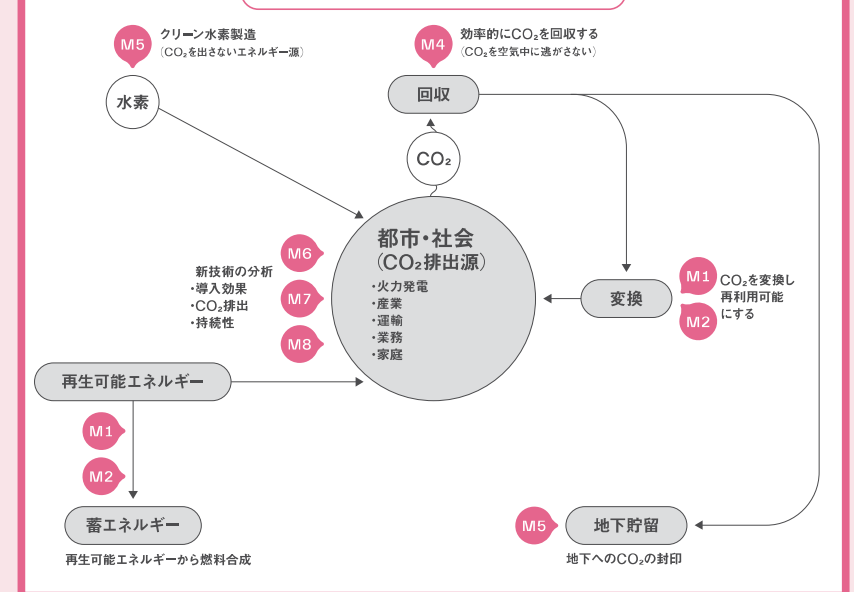 M5
クリーン水素製造
(CO₂を出さないエネルギー源)
水素
M4
効率的にCO₂を回収する
(CO₂を空気中に逃がさない)
回収
CO₂
都市・社会
(CO₂排出源)
・火力発電
・産業
・運輸
・業務
・家庭
M6
M7
M8
新技術の分析
・導入効果
・CO₂排出
・持続性
変換
M1
M2
CO₂を変換し
再利用可能
にする
再生可能エネルギー
M1
M2
蓄エネルギー
再生可能エネルギーから燃料合成
M5
地下貯留
地下へのCO₂の封印